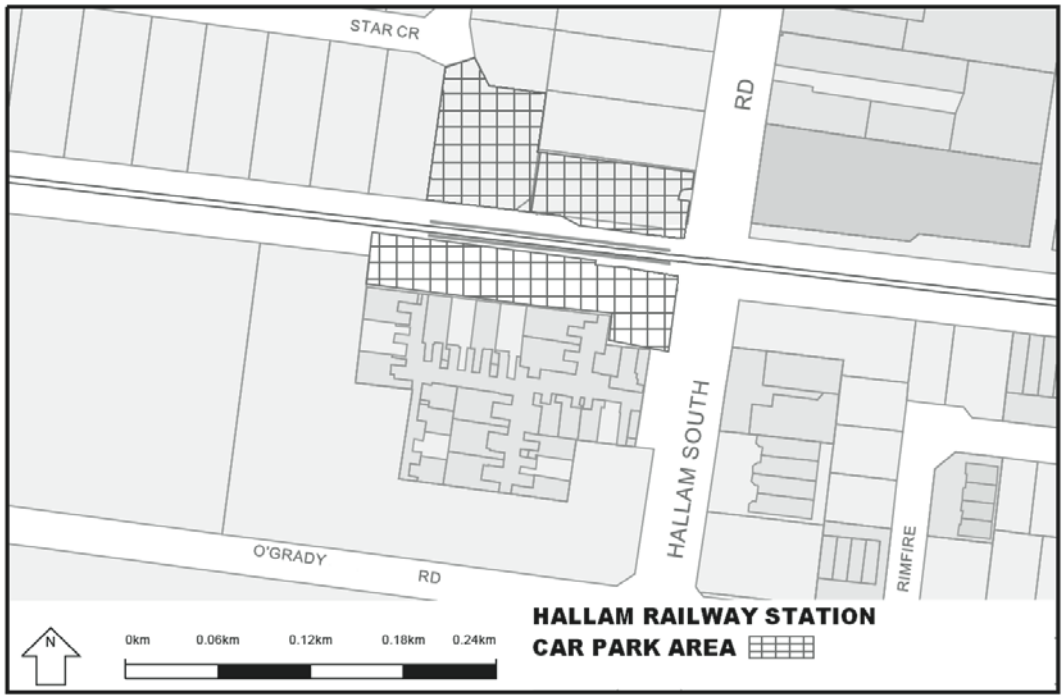 STAR CR
RD
HALLAM SOUTH
O'GRADY
RD
RIMFIRE
N
0km 0.06km 0.12km 0.18km 0.24km
HALLAM RAILWAY STATION
CAR PARK AREA